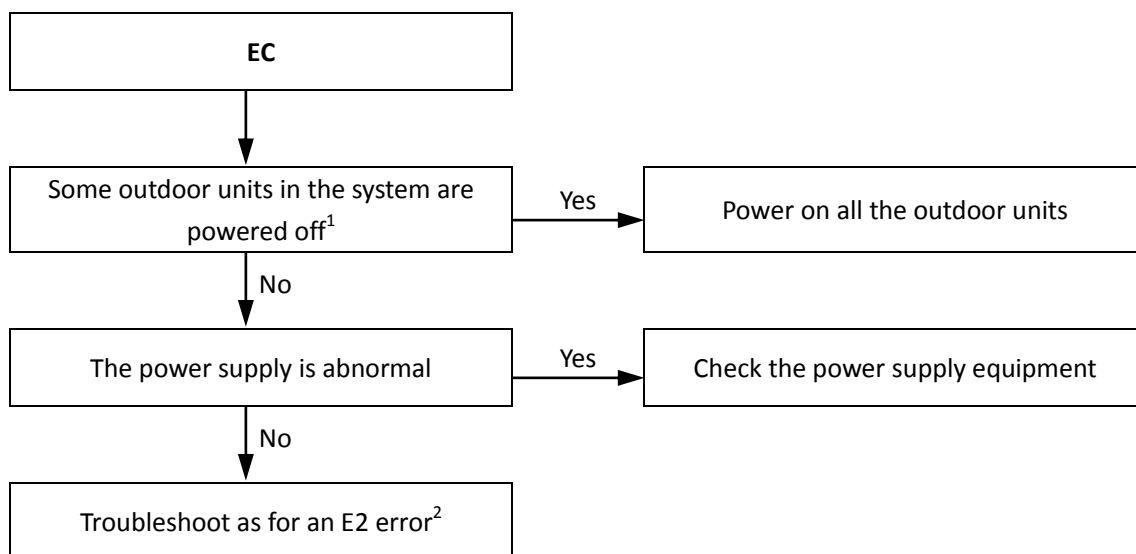 EC
Some outdoor units in the system are
powered off¹
Yes
Power on all the outdoor units
No
The power supply is abnormal
Yes
Check the power supply equipment
No
Troubleshoot as for an E2 error²